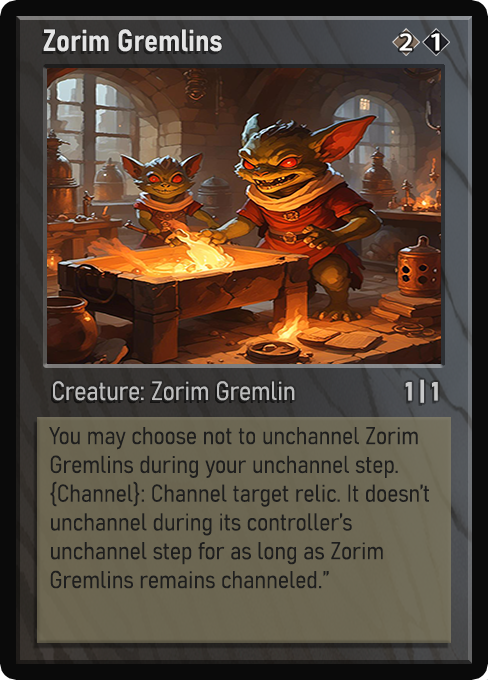 Zorim Gremlins 2 1
Creature: Zorim Gremlin 1|1
You may choose not to unchannel Zorim
Gremlins during your unchannel step.
{Channel}: Channel target relic. It doesn't
unchannel during its controller's
unchannel step for as long as Zorim
Gremlins remains channeled.”